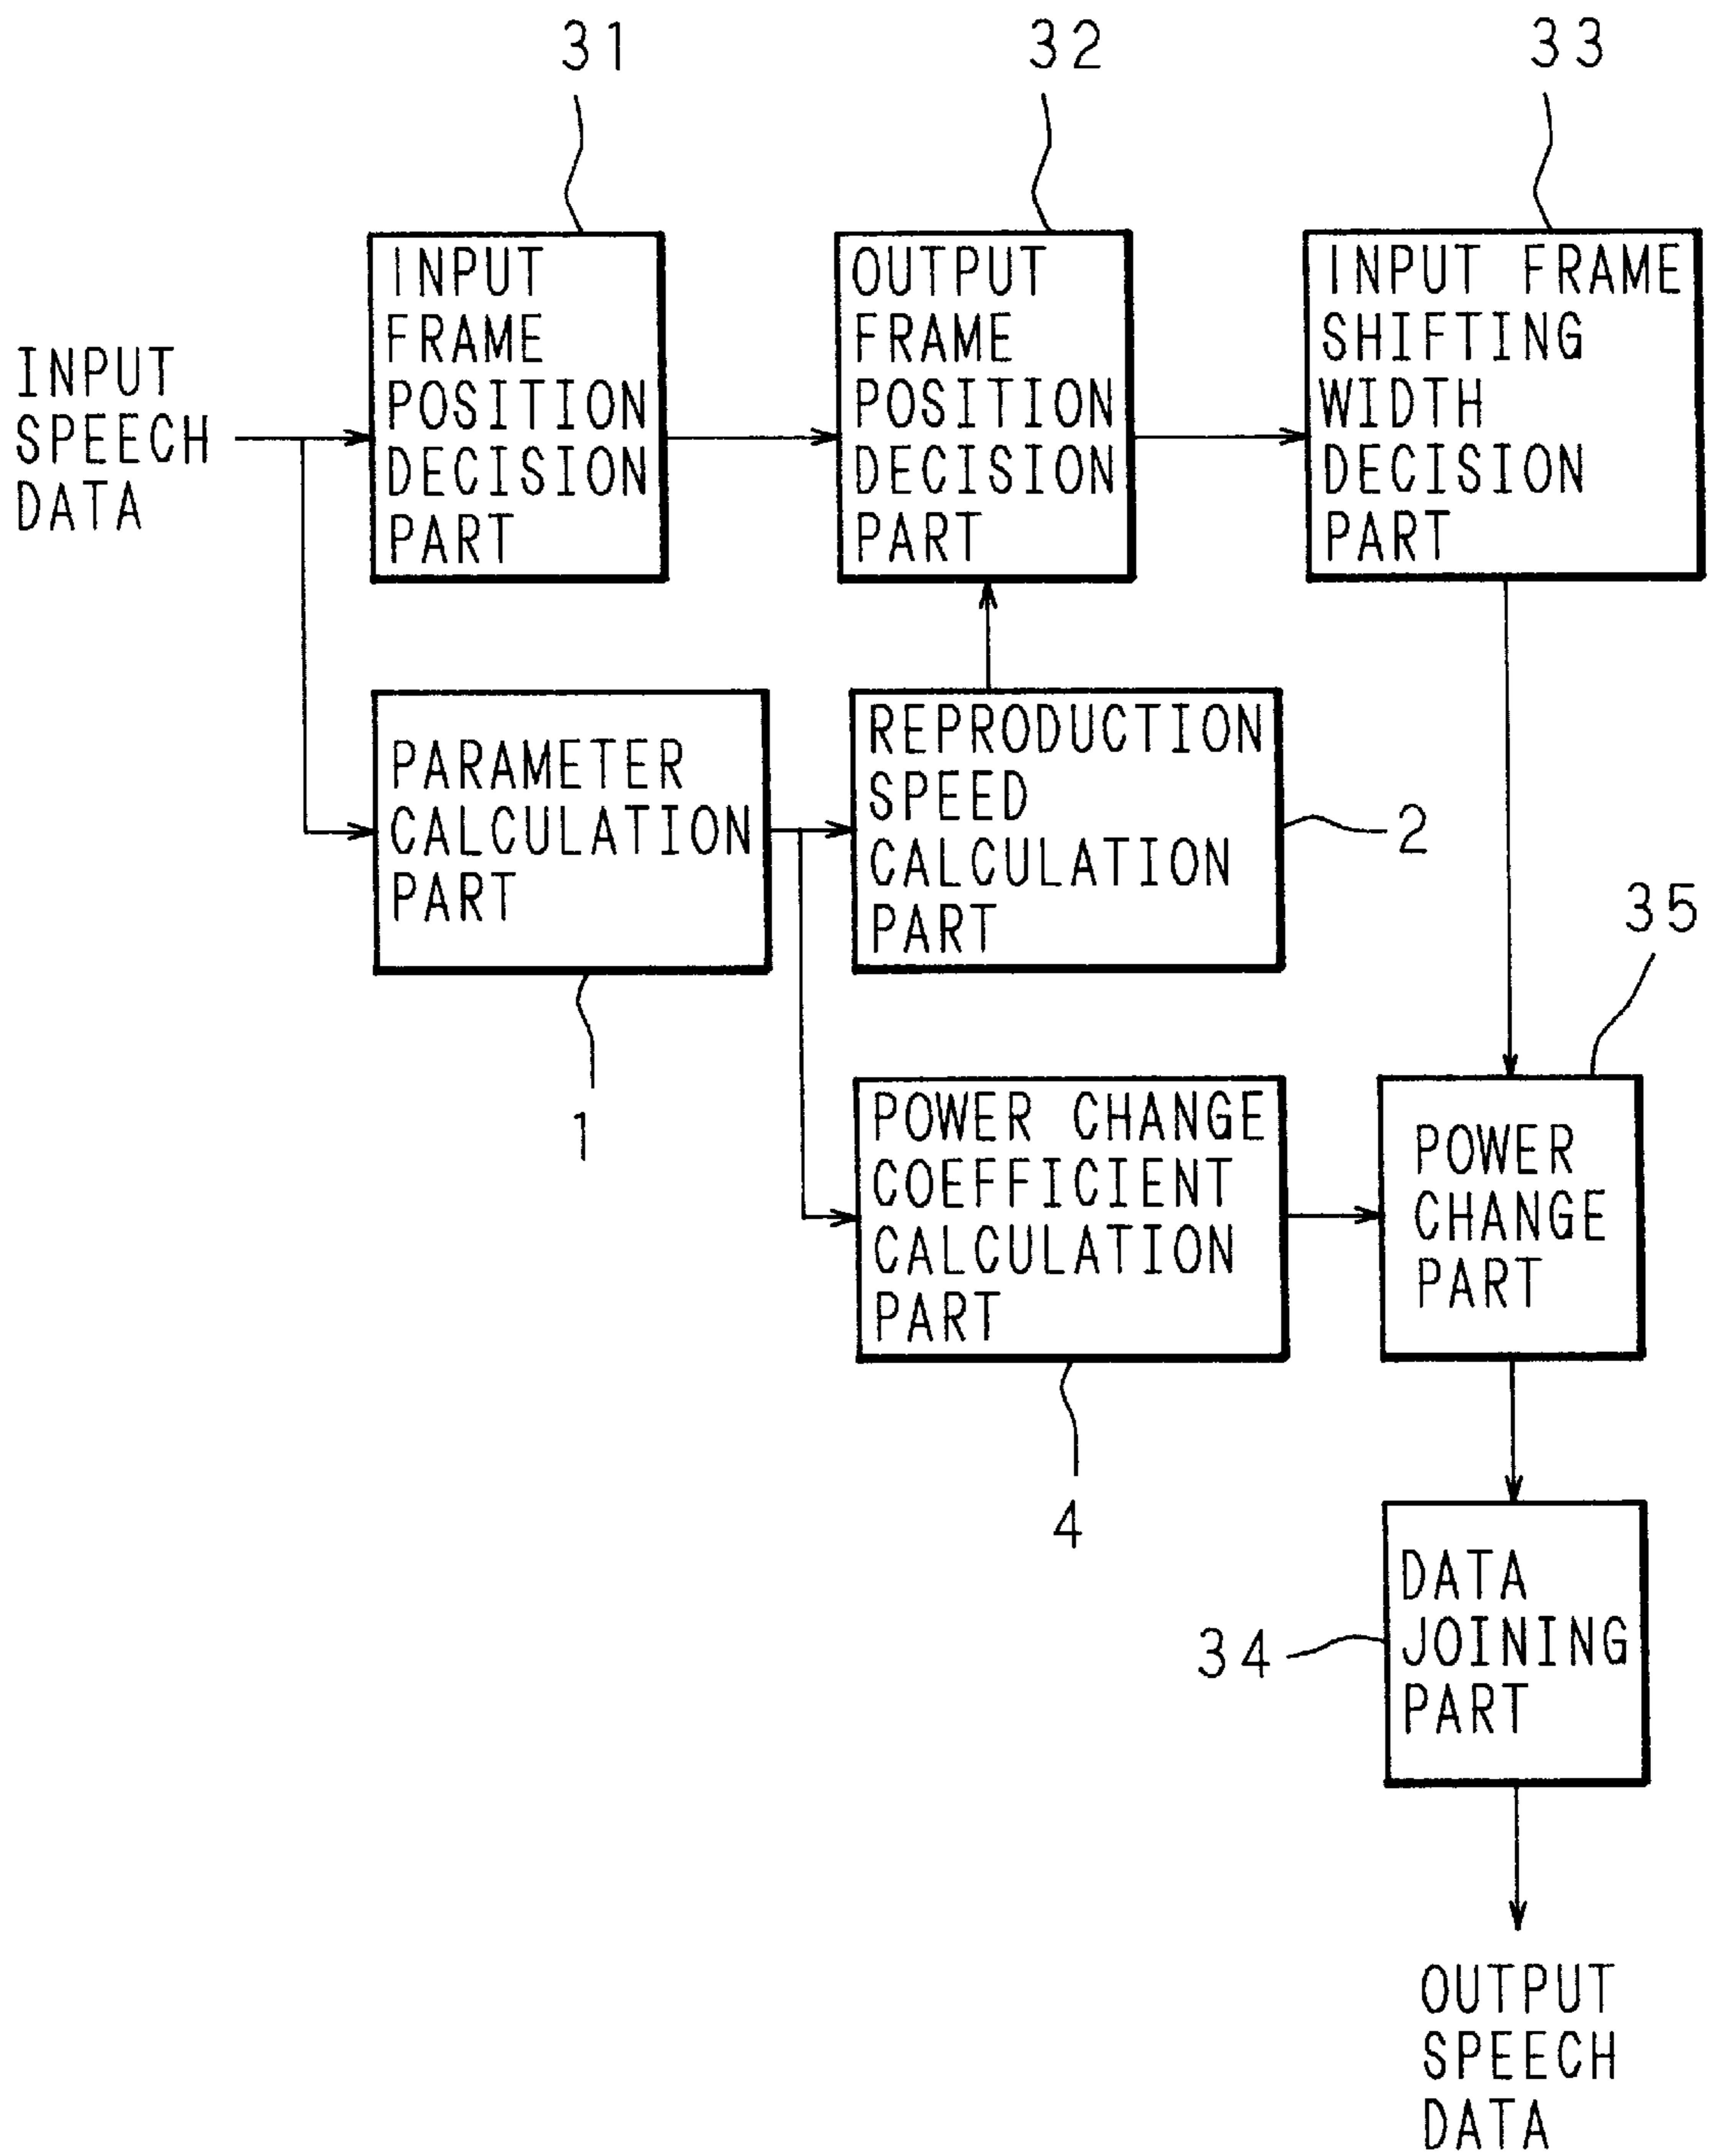 31
32
33
INPUT
SPEECH
DATA
INPUT
FRAME
POSITION
DECISION
PART
OUTPUT
FRAME
POSITION
DECISION
PART
INPUT FRAME
SHIFTING
WIDTH
DECISION
PART
PARAMETER
CALCULATION
PART
1
REPRODUCTION
SPEED
CALCULATION
PART
2
35
POWER CHANGE
COEFFICIENT
CALCULATION
PART
4
POWER
CHANGE
PART
34
DATA
JOINING
PART
OUTPUT
SPEECH
DATA